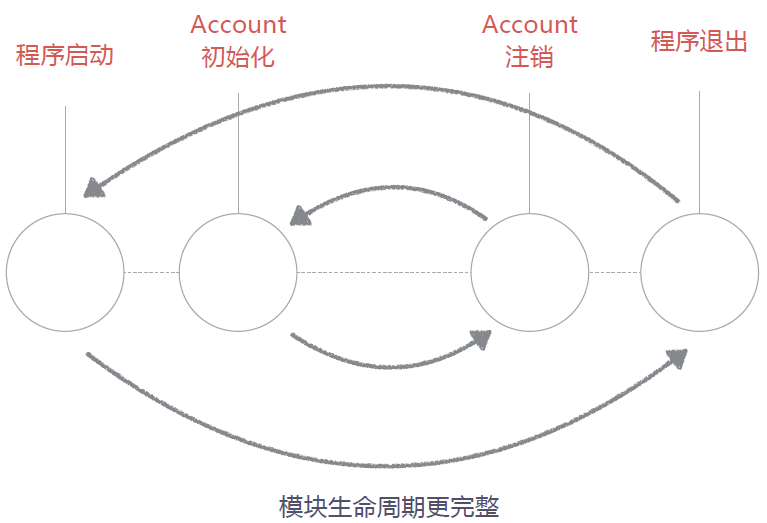 程序启动
Account
初始化
Account
注销
程序退出
模块生命周期更完整